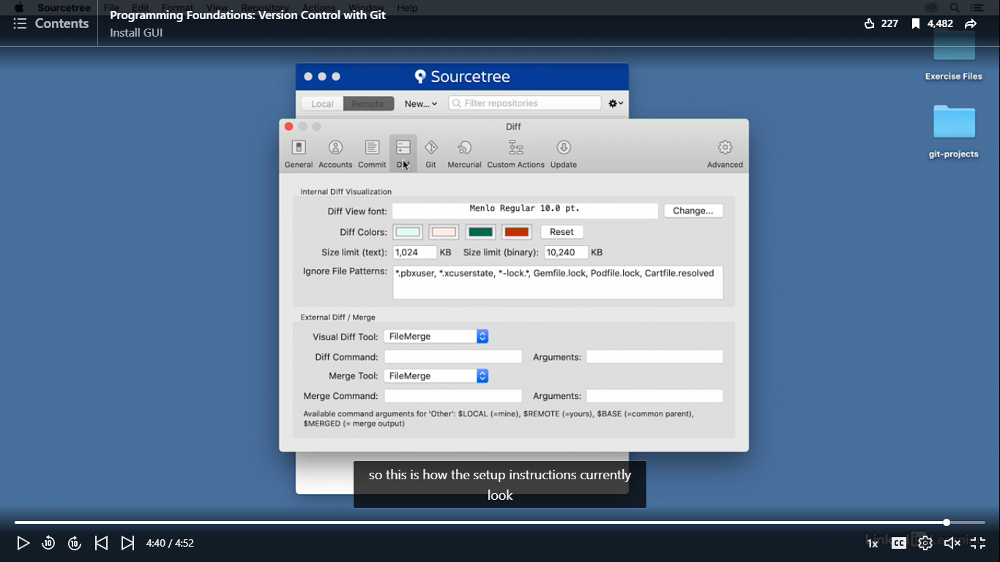 Sourcetree File Edit Format View Repository Actions Window Help
Programming Foundations: Version Control with Git
Contents
Install GUI
227
4,482
Exercise Files
git-projects
Sourcetree
Local Remote New... Filter repositories
Diff
General Accounts Commit Diff Git Mercurial Custom Actions Update Advanced
Internal Diff Visualization
Diff View font: Menlo Regular 10.0 pt. Change...
Diff Colors: Reset
Size limit (text): 1,024 KB Size limit (binary): 10,240 KB
Ignore File Patterns: *.pbxuser, *.xcuserstate, *-lock.*, Gemfile.lock, Podfile.lock, Cartfile.resolved
External Diff / Merge
Visual Diff Tool: FileMerge
Diff Command: Arguments:
Merge Tool: FileMerge
Merge Command: Arguments:
Available command arguments for 'Other': $LOCAL (=mine), $REMOTE (=yours), $BASE (=common parent),
$MERGED (= merge output)
so this is how the setup instructions currently
look
10 10 4:40 / 4:52 1x CC